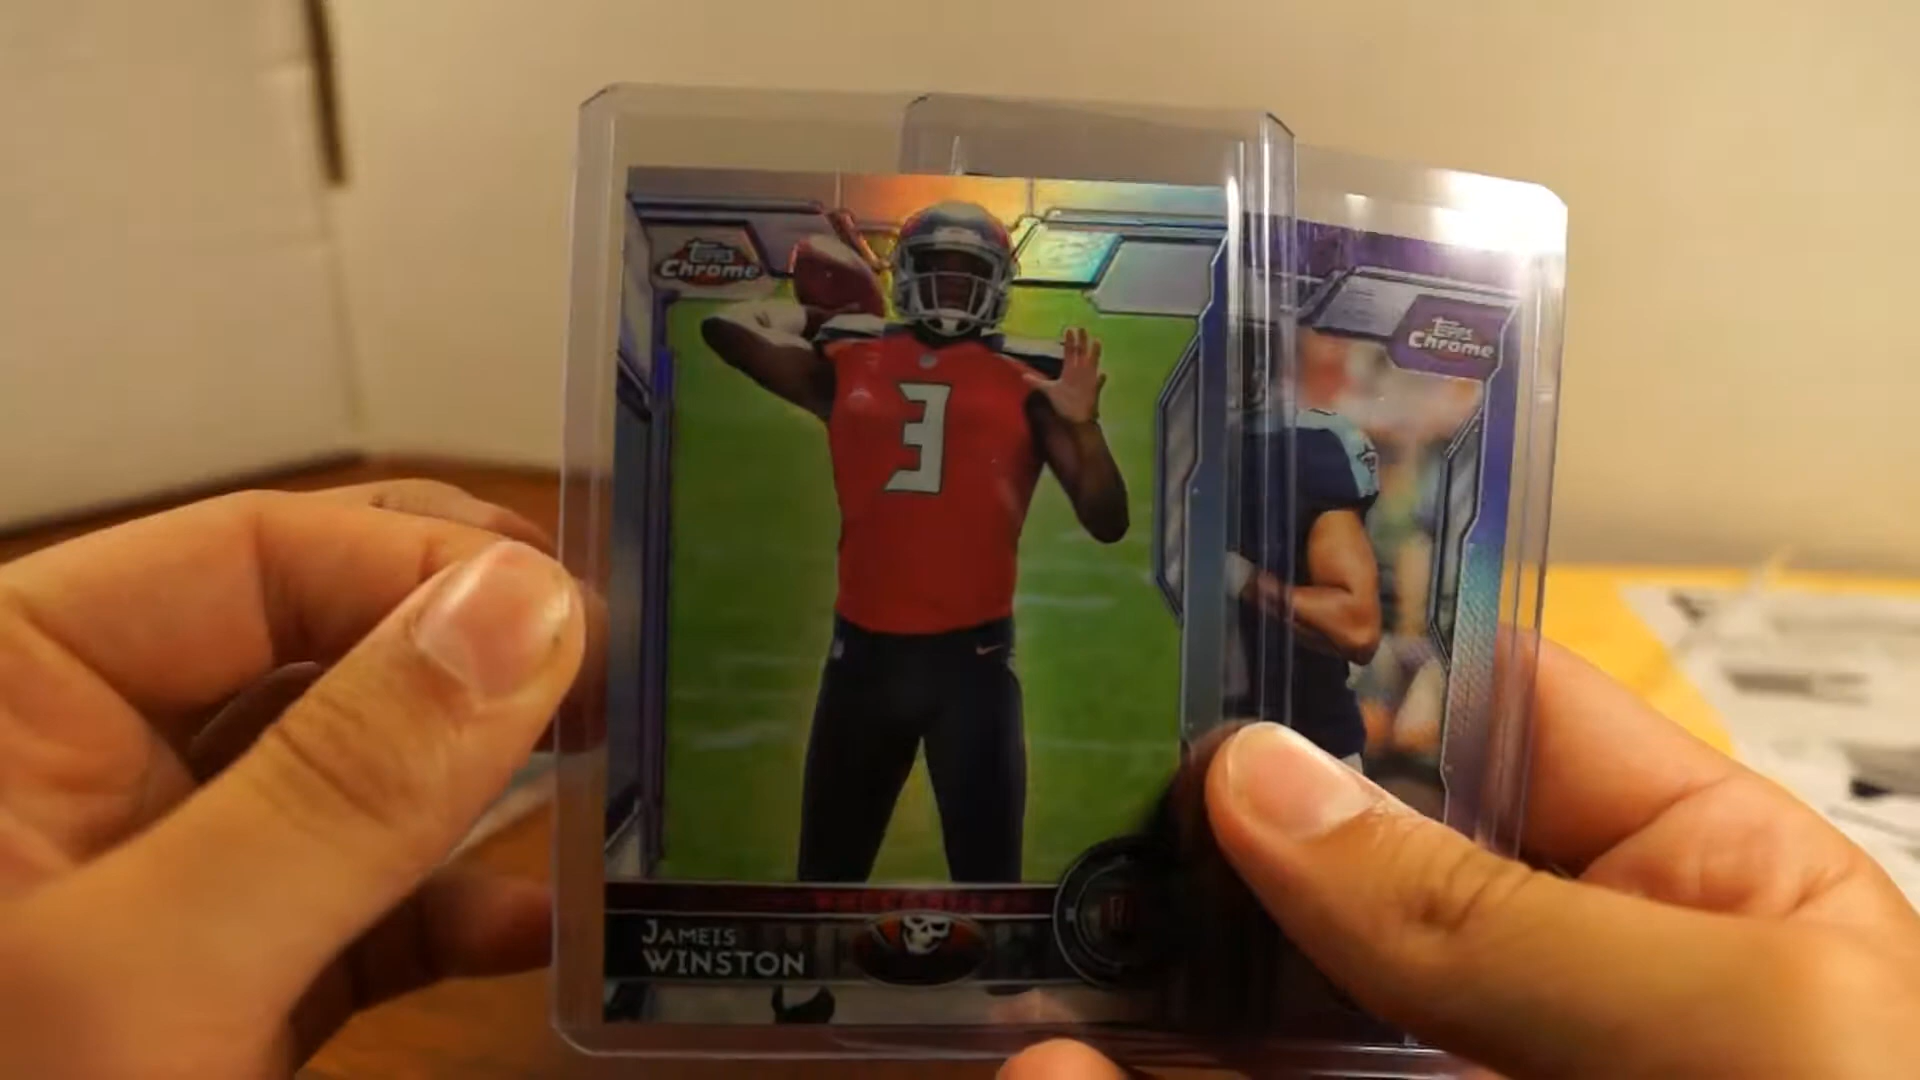 Topps
Chrome
Topps
Chrome
3
JAMEIS
WINSTON